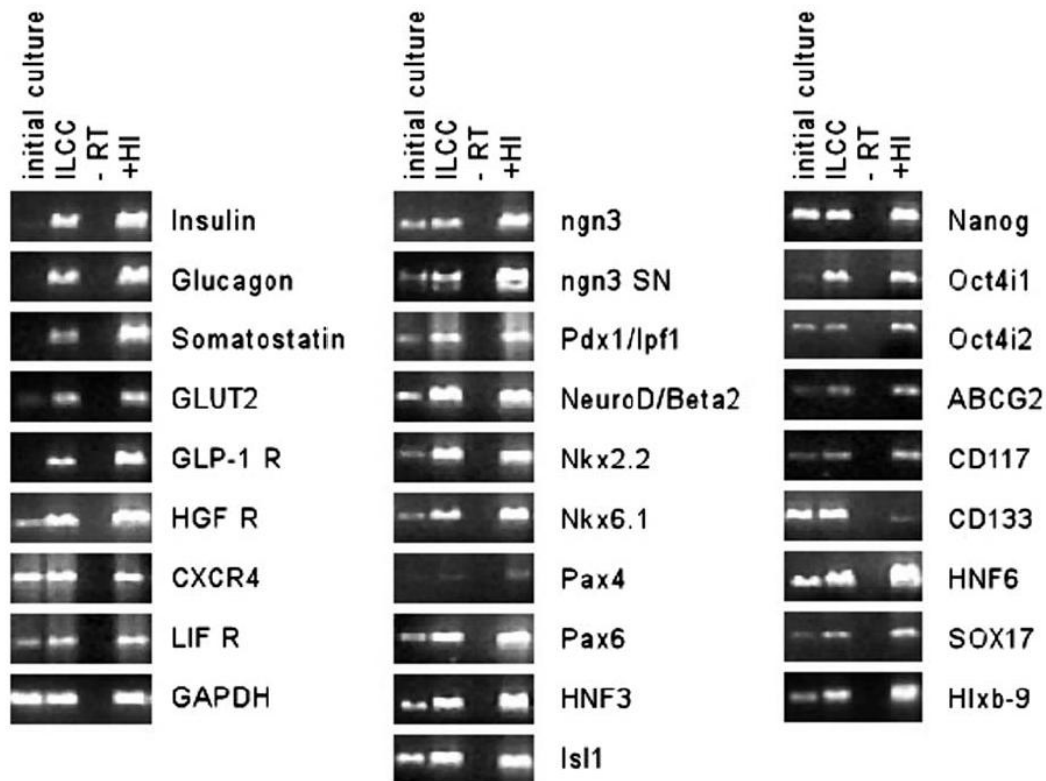 initial culture
ILCC
- RT
+HI
Insulin
Glucagon
Somatostatin
GLUT2
GLP-1 R
HGF R
CXCR4
LIF R
GAPDH
initial culture
ILCC
- RT
+HI
ngn3
ngn3 SN
Pdx1/Ipf1
NeuroD/Beta2
Nkx2.2
Nkx6.1
Pax4
Pax6
HNF3
Isl1
initial culture
ILCC
- RT
+HI
Nanog
Oct4i1
Oct4i2
ABCG2
CD117
CD133
HNF6
SOX17
Hlxb-9